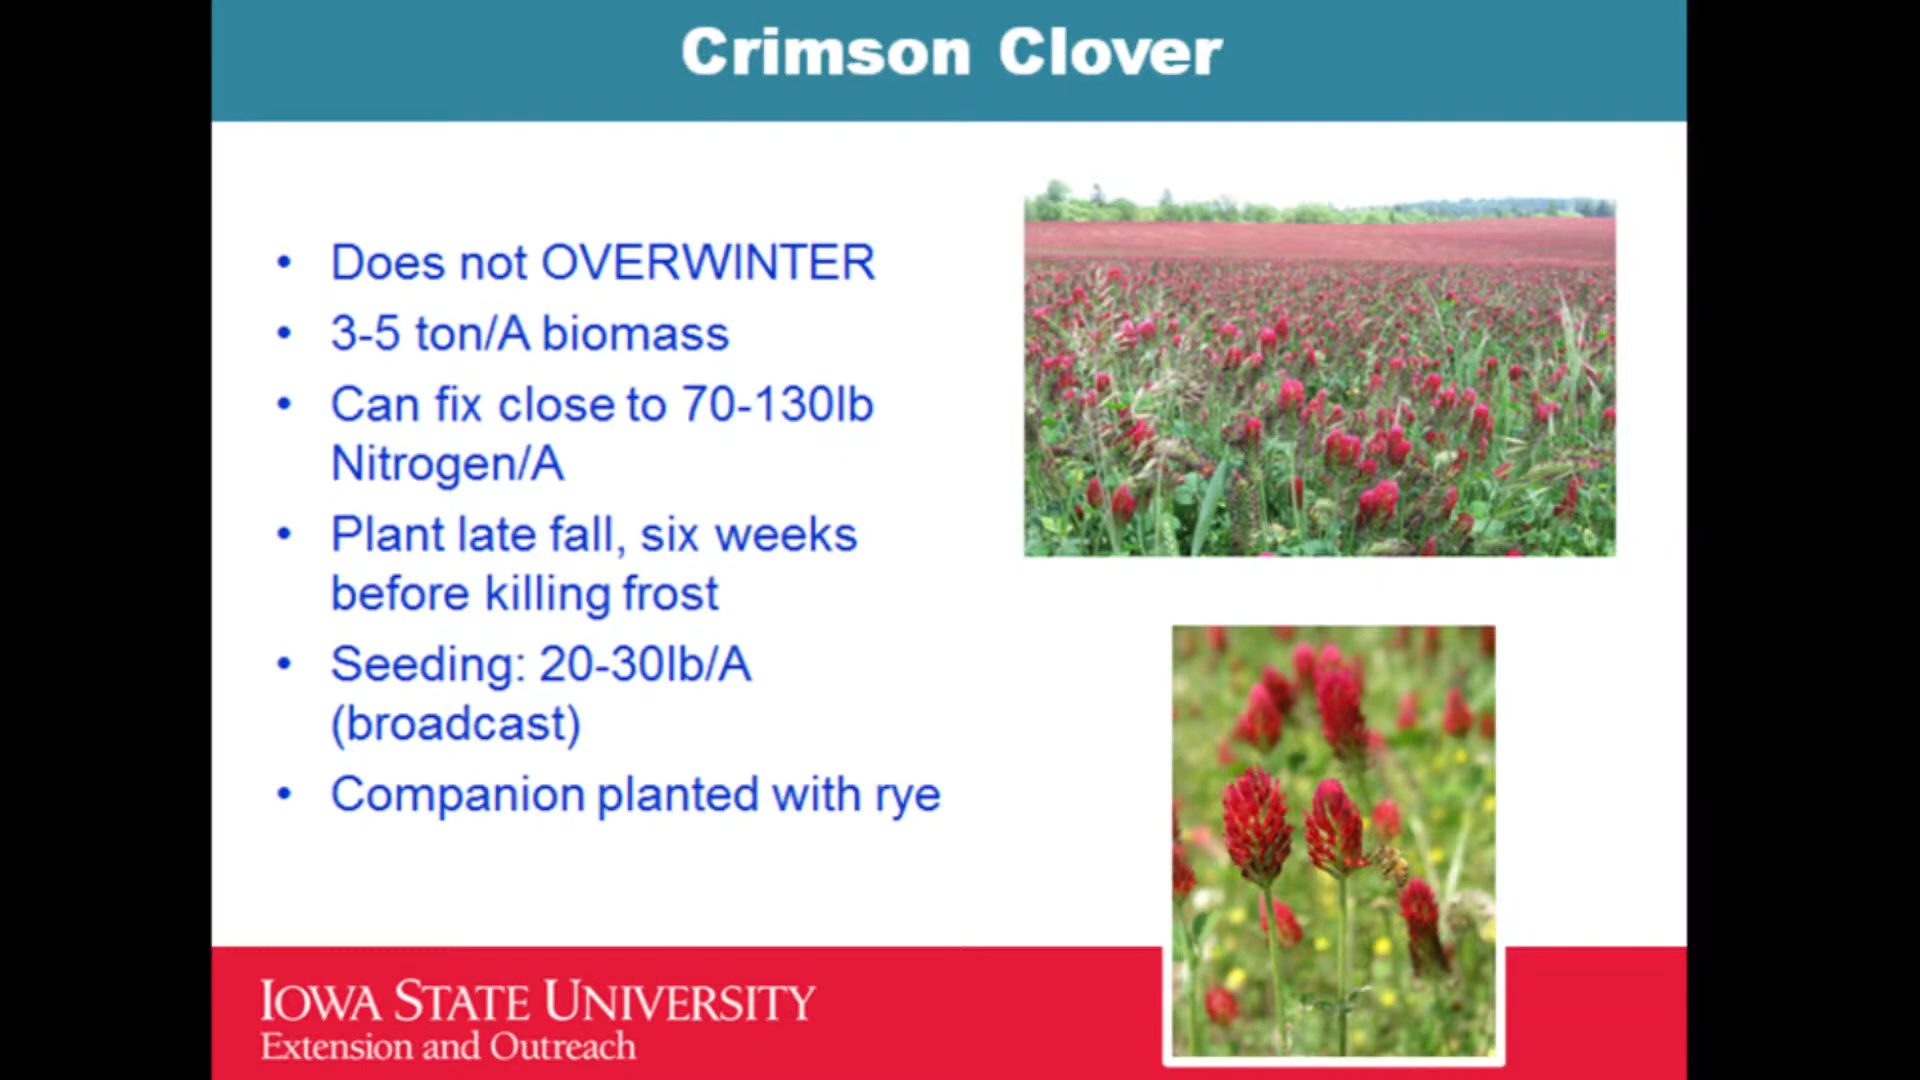 Crimson Clover
• Does not OVERWINTER
• 3-5 ton/A biomass
• Can fix close to 70-130lb
Nitrogen/A
• Plant late fall, six weeks
before killing frost
• Seeding: 20-30lb/A
(broadcast)
• Companion planted with rye
IOWA STATE UNIVERSITY
Extension and Outreach